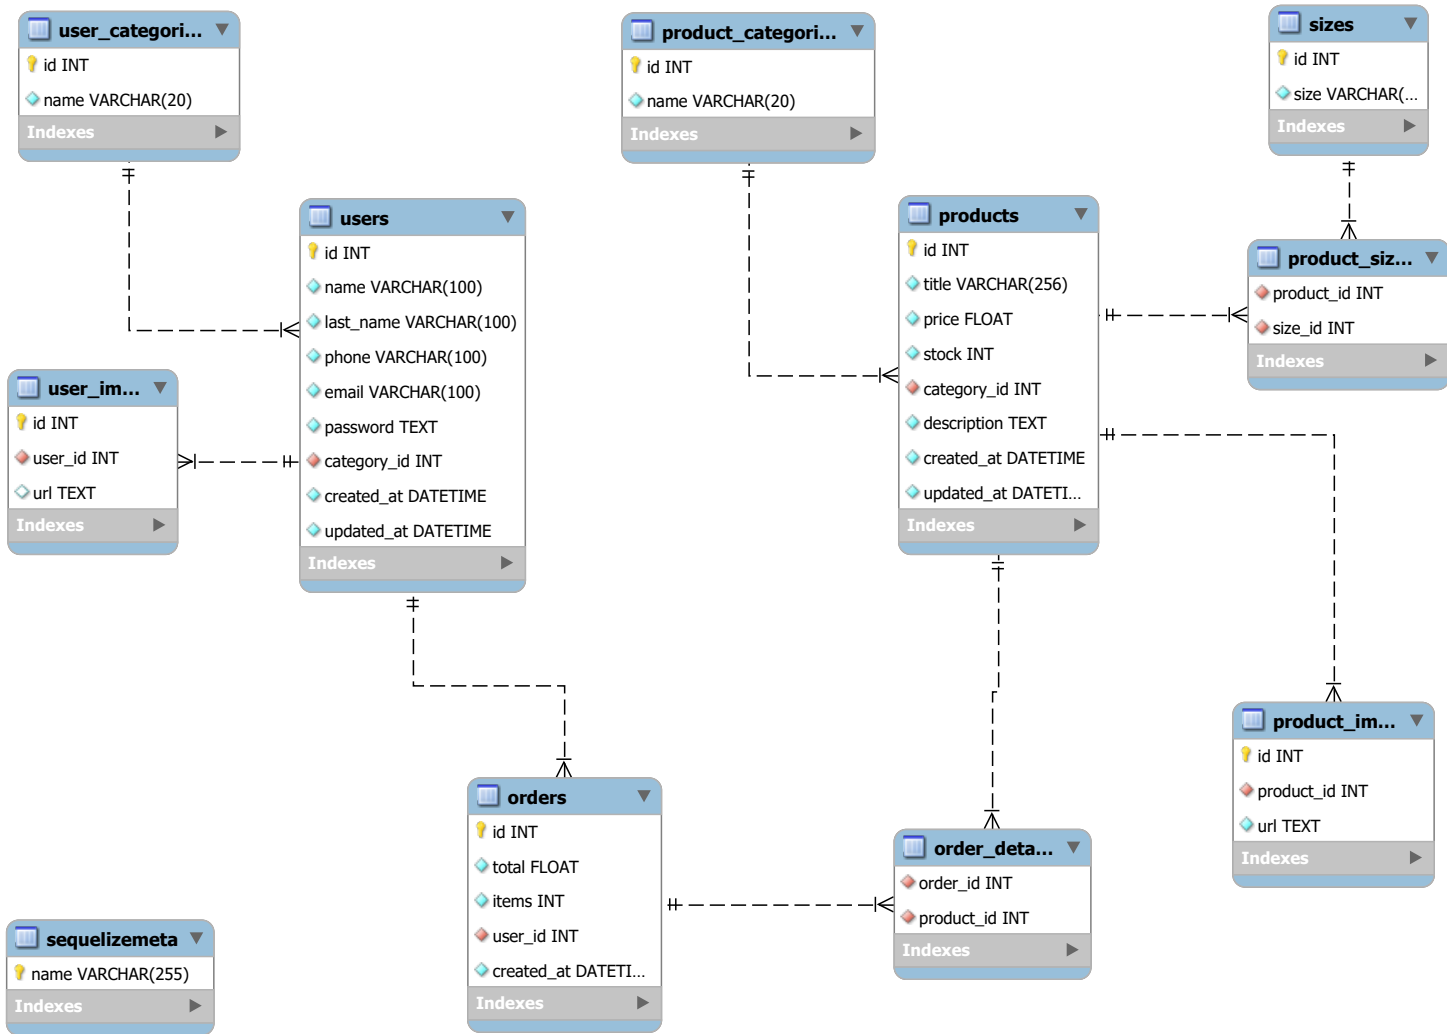 user_categori...
id INT
name VARCHAR(20)
Indexes
product_categori...
id INT
name VARCHAR(20)
Indexes
sizes
id INT
size VARCHAR(...
Indexes
users
id INT
name VARCHAR(100)
last_name VARCHAR(100)
phone VARCHAR(100)
email VARCHAR(100)
password TEXT
category_id INT
created_at DATETIME
updated_at DATETIME
Indexes
products
id INT
title VARCHAR(256)
price FLOAT
stock INT
category_id INT
description TEXT
created_at DATETIME
updated_at DATETI...
Indexes
product_siz...
product_id INT
size_id INT
Indexes
user_im...
id INT
user_id INT
url TEXT
Indexes
product_im...
id INT
product_id INT
url TEXT
Indexes
orders
id INT
total FLOAT
items INT
user_id INT
created_at DATETI...
Indexes
order_deta...
order_id INT
product_id INT
Indexes
sequelizemeta
name VARCHAR(255)
Indexes